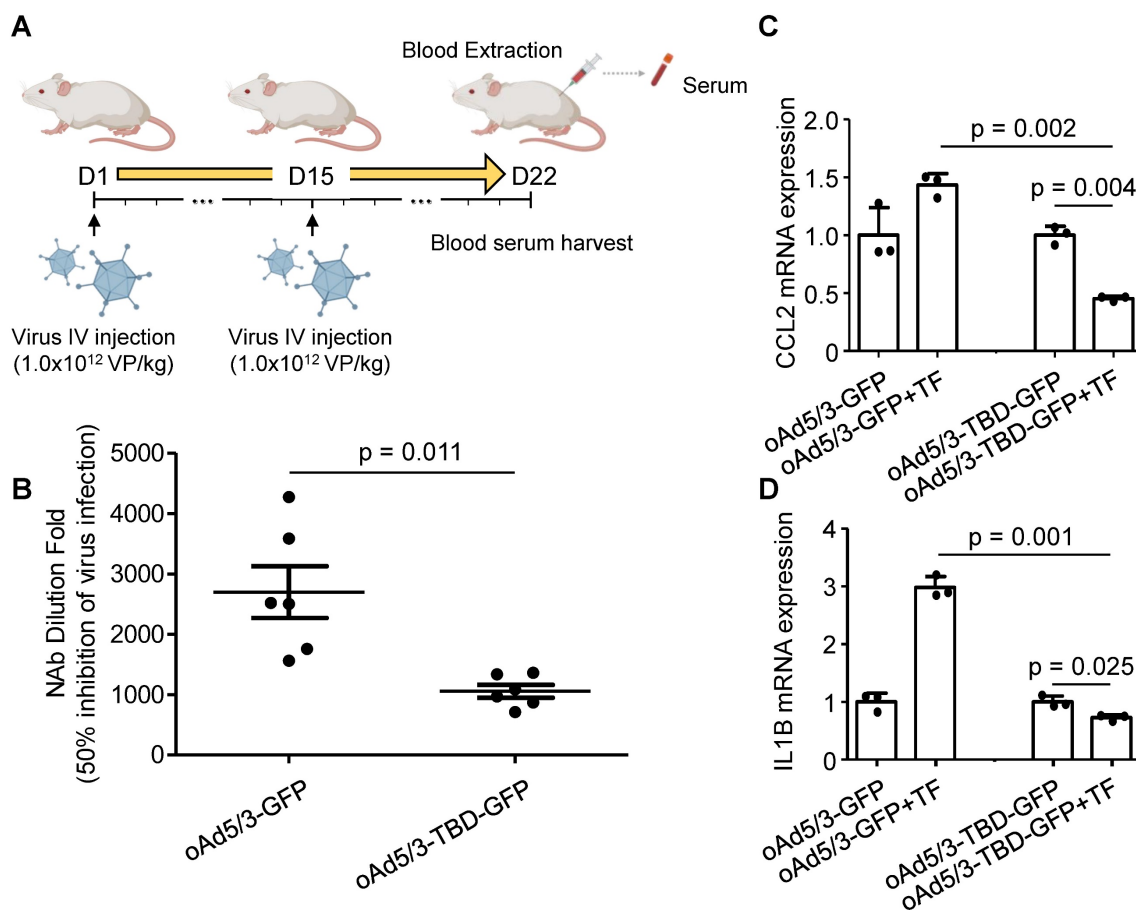 A
Blood Extraction
Serum
D1
D15
D22
...
...
Blood serum harvest
Virus IV injection
(1.0x10¹² VP/kg)
Virus IV injection
(1.0x10¹² VP/kg)
B
NAb Dilution Fold
(50% inhibition of virus infection)
5000
4000
3000
2000
1000
0
p = 0.011
oAd5/3-GFP
oAd5/3-TBD-GFP
C
CCL2 mRNA expression
2.0
1.5
1.0
0.5
0
p = 0.002
p = 0.004
oAd5/3-GFP
oAd5/3-GFP+TF
oAd5/3-TBD-GFP
oAd5/3-TBD-GFP+TF
D
IL1B mRNA expression
4
3
2
1
0
p = 0.001
p = 0.025
oAd5/3-GFP
oAd5/3-GFP+TF
oAd5/3-TBD-GFP
oAd5/3-TBD-GFP+TF